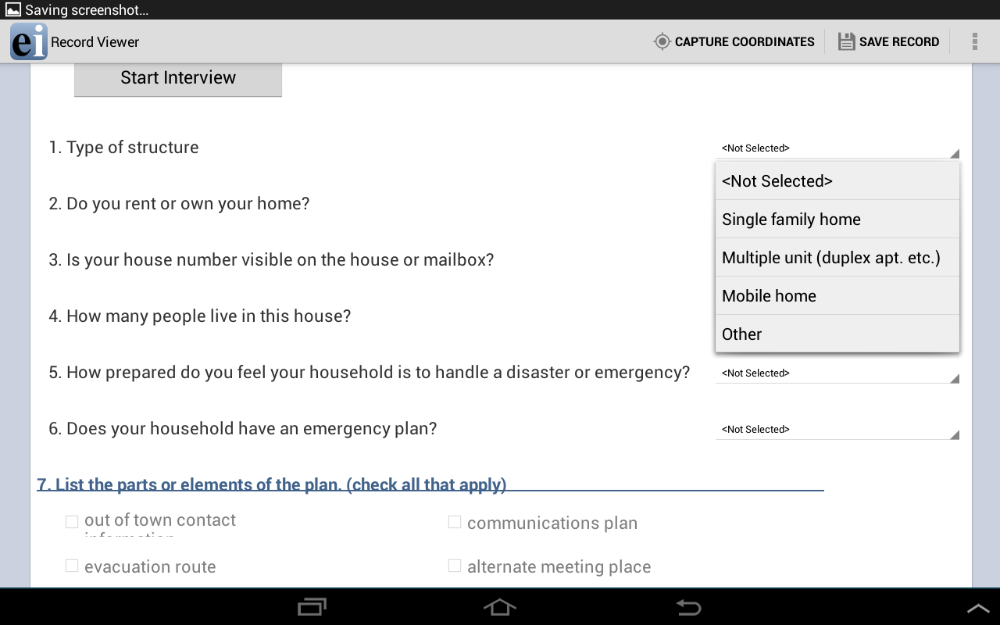 Saving screenshot...
ei Record Viewer CAPTURE COORDINATES SAVE RECORD
Start Interview
1. Type of structure <Not Selected>
<Not Selected>
2. Do you rent or own your home?
Single family home
3. Is your house number visible on the house or mailbox?
Multiple unit (duplex apt. etc.)
Mobile home
4. How many people live in this house?
Other
5. How prepared do you feel your household is to handle a disaster or emergency? <Not Selected>
6. Does your household have an emergency plan? <Not Selected>
7. List the parts or elements of the plan. (check all that apply)
out of town contact
information
communications plan
evacuation route
alternate meeting place